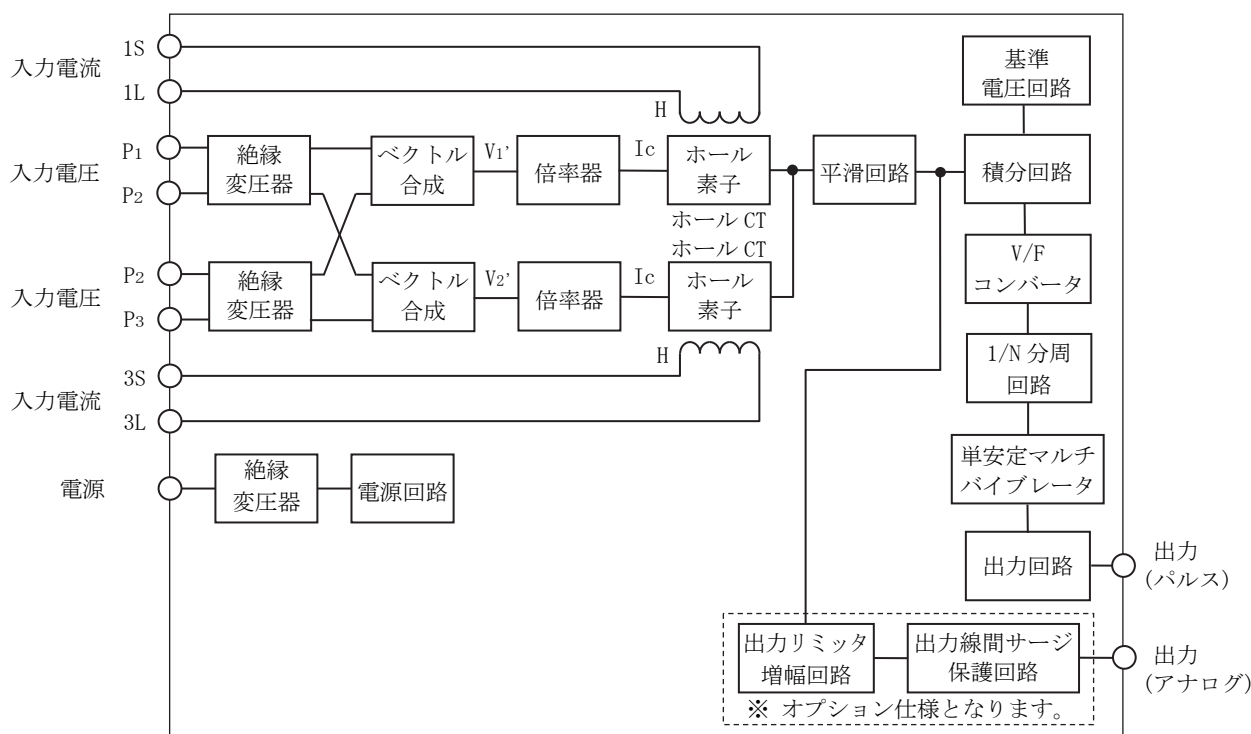 入力電流
1S
1L
H
入力電圧
P1
P2
絶縁
変圧器
ベクトル
合成
V1'
倍率器
Ic
ホール
素子
ホール CT
ホール CT
平滑回路
基準
電圧回路
積分回路
入力電圧
P2
P3
絶縁
変圧器
ベクトル
合成
V2'
倍率器
Ic
ホール
素子
V/F
コンバータ
入力電流
3S
3L
H
1/N 分周
回路
電源
絶縁
変圧器
電源回路
単安定マルチ
バイブレータ
出力回路
出力
(パルス)
出力リミッタ
増幅回路
出力線間サージ
保護回路
出力
(アナログ)
※ オプション仕様となります。